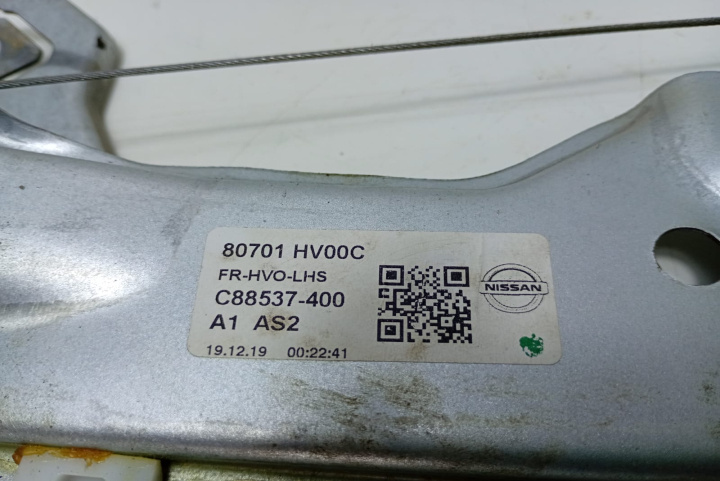 80701 HV00C
FR-HVO-LHS
C88537-400
A1 AS2
19.12.19 00:22:41
NISSAN